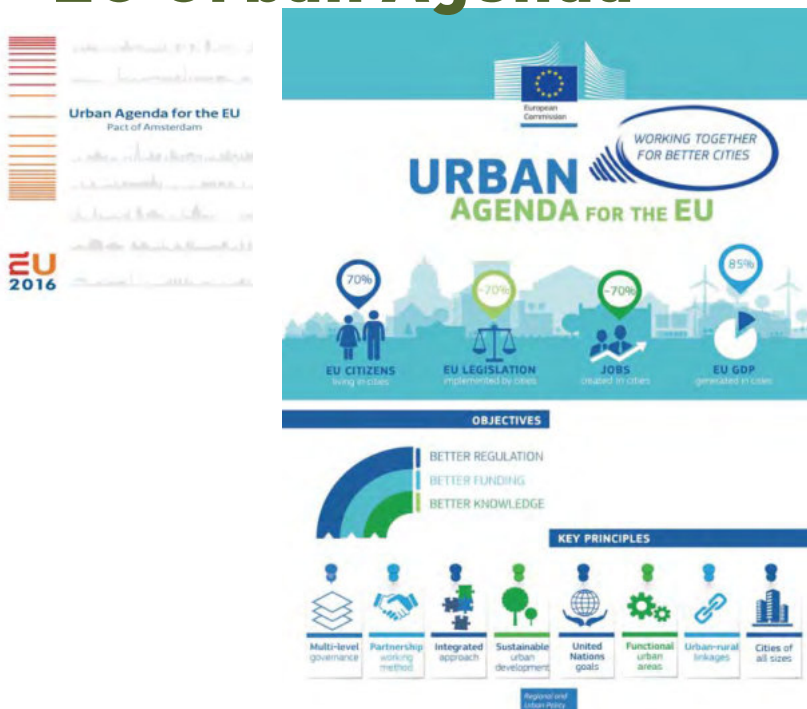 EU Urban Agenda
Urban Agenda for the EU
Pact of Amsterdam
EU
2016
European
Commission
WORKING TOGETHER
FOR BETTER CITIES
URBAN
AGENDA FOR THE EU
70%
-70%
-70%
85%
EU CITIZENS
living in cities
EU LEGISLATION
implemented by cities
JOBS
created in cities
EU GDP
generated in cities
OBJECTIVES
BETTER REGULATION
BETTER FUNDING
BETTER KNOWLEDGE
KEY PRINCIPLES
Multi-level
governance
Partnership
working
method
Integrated
approach
Sustainable
urban
development
United
Nations
goals
Functional
urban
areas
Urban-rural
linkages
Cities of
all sizes
Regional and
Urban Policy